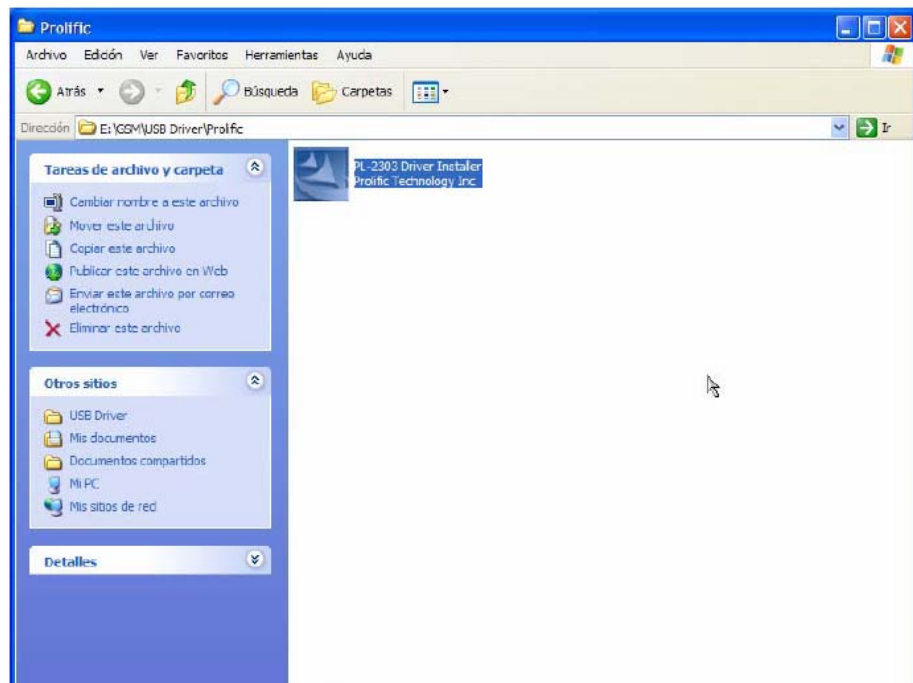 Prolific
Archivo Edición Ver Favoritos Herramientas Ayuda
Atrás Búsqueda Carpetas
Dirección E:\GSM\USB Driver\Prolific Ir
Tareas de archivo y carpeta
Cambiar nombre a este archivo
Mover este archivo
Copiar este archivo
Publicar este archivo en Web
Enviar este archivo por correo
electrónico
Eliminar este archivo
Otros sitios
USB Driver
Mis documentos
Documentos compartidos
Mi PC
Mis sitios de red
Detalles
PL-2303 Driver Installer
Prolific Technology Inc